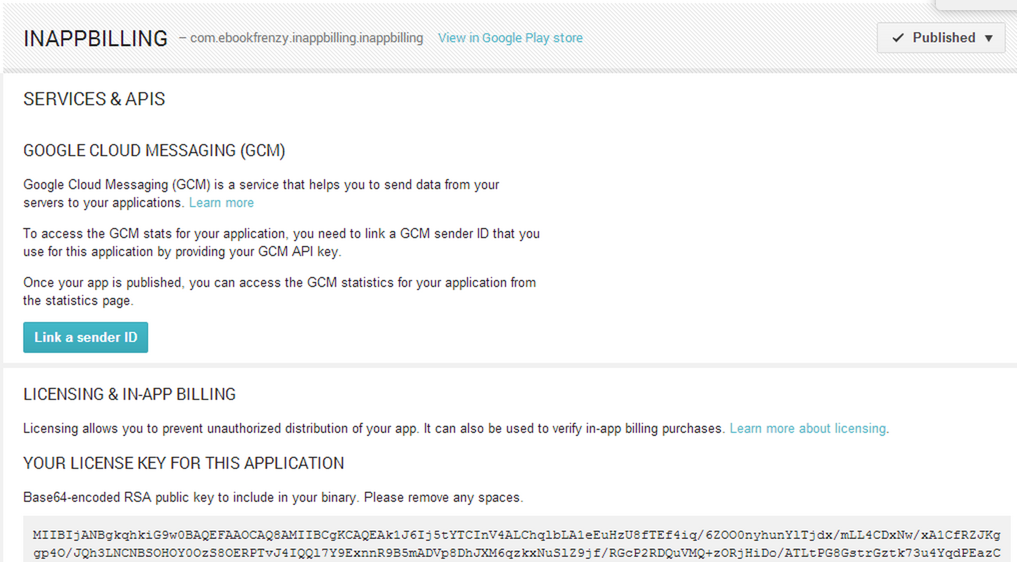 INAPPBILLING – com.ebookfrenzy.inappbilling.inappbilling View in Google Play store Published
SERVICES & APIS
GOOGLE CLOUD MESSAGING (GCM)
Google Cloud Messaging (GCM) is a service that helps you to send data from your
servers to your applications. Learn more
To access the GCM stats for your application, you need to link a GCM sender ID that you
use for this application by providing your GCM API key.
Once your app is published, you can access the GCM statistics for your application from
the statistics page.
Link a sender ID
LICENSING & IN-APP BILLING
Licensing allows you to prevent unauthorized distribution of your app. It can also be used to verify in-app billing purchases. Learn more about licensing.
YOUR LICENSE KEY FOR THIS APPLICATION
Base64-encoded RSA public key to include in your binary. Please remove any spaces.
MIIBIjANBgkqhkiG9w0BAQEFAAOCAQ8AMIIBCgKCAQEAk1J6Ij5tYTCInV4ALChqlbLA1eEuHzU8fTEf4iq/6ZOO0nyhunYlTjdx/mLL4CDxNw/xA1CfRZJKg
gp4O/JQh3LNCNBSOHOY0OzS8OERPTvJ4IQQl7Y9ExnnR9B5mADVp8DhJXM6qzkxNuSlZ9jf/RGcP2RDQuVMQ+zORjHiDo/ATLtPG8GstrGztk73u4YqdPEazC